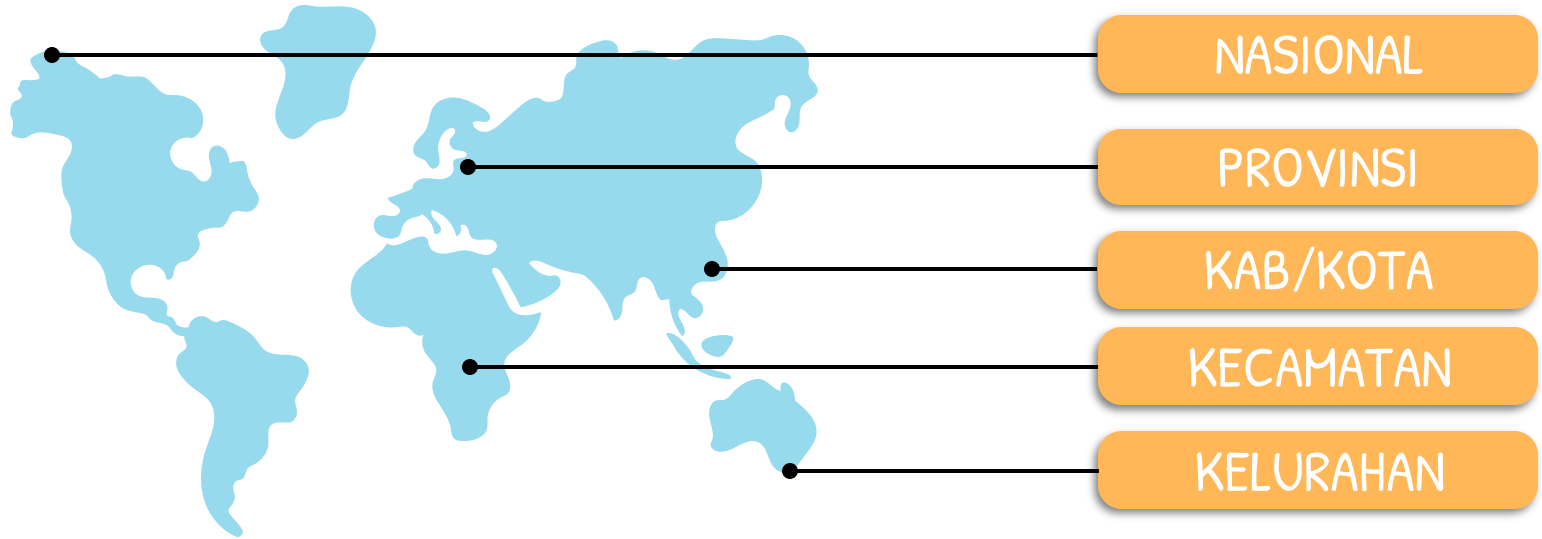 NASIONAL
PROVINSI
KAB/KOTA
KECAMATAN
KELURAHAN